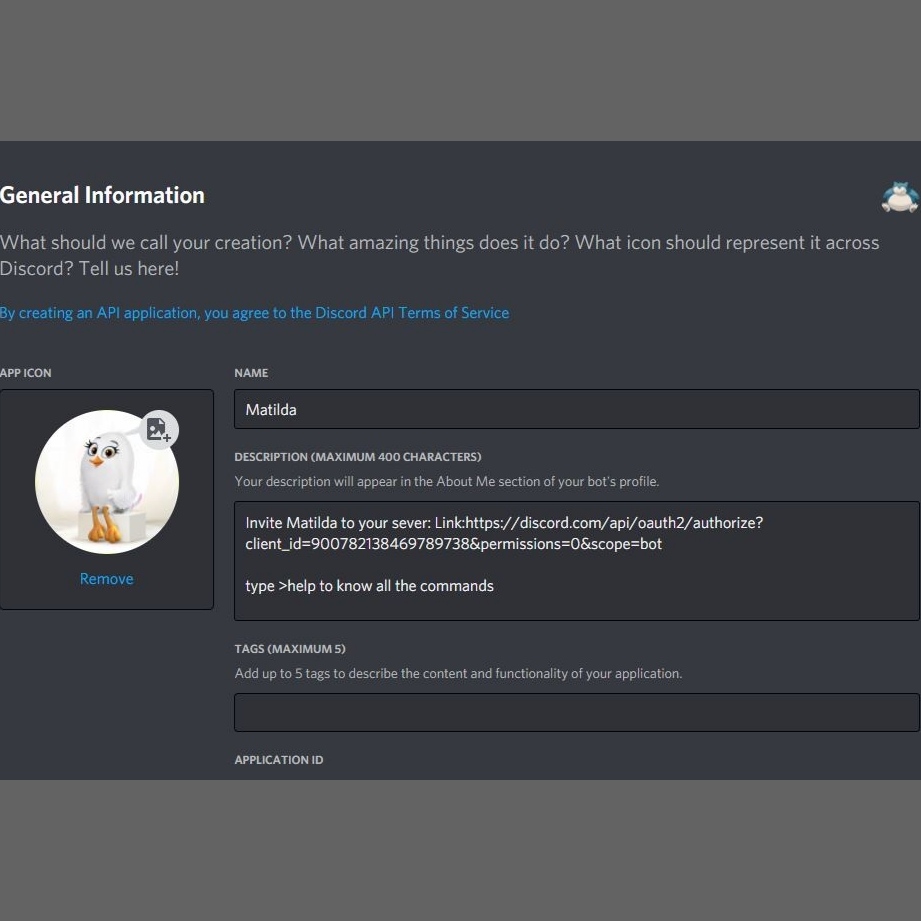 General Information
What should we call your creation? What amazing things does it do? What icon should represent it across
Discord? Tell us here!
By creating an API application, you agree to the Discord API Terms of Service
APP ICON
NAME
Matilda
DESCRIPTION (MAXIMUM 400 CHARACTERS)
Your description will appear in the About Me section of your bot's profile.
Invite Matilda to your sever: Link:https://discord.com/api/oauth2/authorize?
client_id=900782138469789738&permissions=0&scope=bot
type >help to know all the commands
Remove
TAGS (MAXIMUM 5)
Add up to 5 tags to describe the content and functionality of your application.
APPLICATION ID